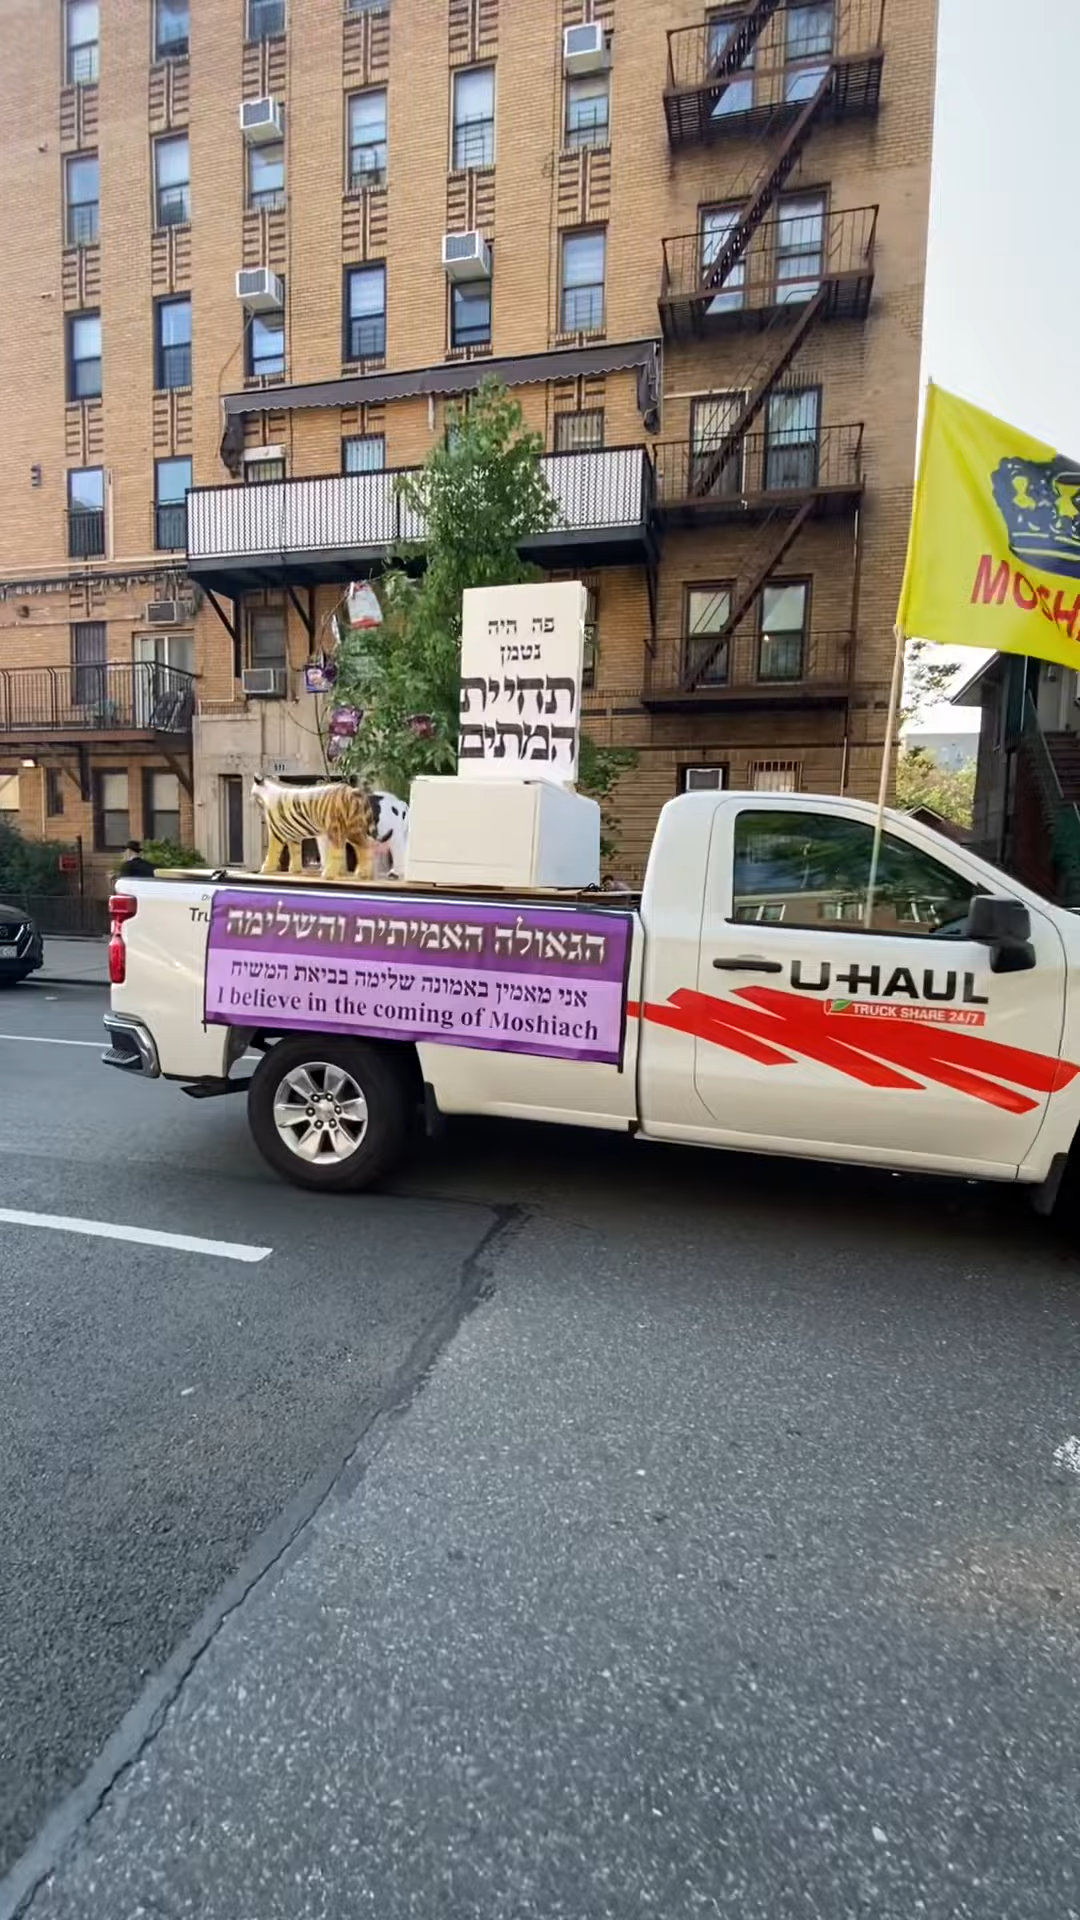 פה היה
נטמן
תחיית
המתים
הגאולה האמיתית והשלימה
אני מאמין באמונה שלימה בביאת המשיח
I believe in the coming of Moshiach
U-HAUL
TRUCK SHARE 24/7